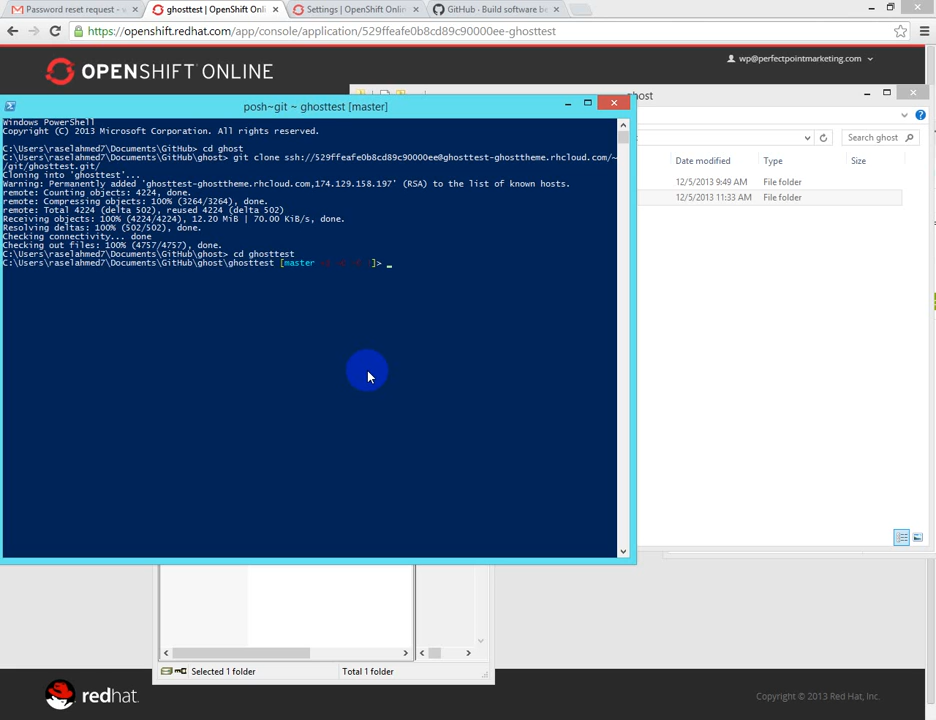 Password reset request - w
ghosttest | OpenShift Onli
Settings | OpenShift Onlin
GitHub · Build software be
https://openshift.redhat.com/app/console/application/529ffeafe0b8cd89c90000ee-ghosttest
OPENSHIFT ONLINE
wp@perfectpointmarketing.com
ghost
posh~git ~ ghosttest [master]
Search ghost
Date modified Type Size
12/5/2013 9:49 AM File folder
12/5/2013 11:33 AM File folder
Windows PowerShell
Copyright (C) 2013 Microsoft Corporation. All rights reserved.
C:\Users\raselahmed7\Documents\GitHub> cd ghost
C:\Users\raselahmed7\Documents\GitHub\ghost> git clone ssh://529ffeafe0b8cd89c90000ee@ghosttest-ghosttheme.rhcloud.com/~
/git/ghosttest.git/
Cloning into 'ghosttest'...
Warning: Permanently added 'ghosttest-ghosttheme.rhcloud.com,174.129.158.197' (RSA) to the list of known hosts.
remote: Counting objects: 4224, done.
remote: Compressing objects: 100% (3264/3264), done.
remote: Total 4224 (delta 502), reused 4224 (delta 502)
Receiving objects: 100% (4224/4224), 12.20 MiB | 70.00 KiB/s, done.
Resolving deltas: 100% (502/502), done.
Checking connectivity... done
Checking out files: 100% (4757/4757), done.
C:\Users\raselahmed7\Documents\GitHub\ghost> cd ghosttest
C:\Users\raselahmed7\Documents\GitHub\ghost\ghosttest [master ]> _
Selected 1 folder
Total 1 folder
redhat.
Copyright © 2013 Red Hat, Inc.